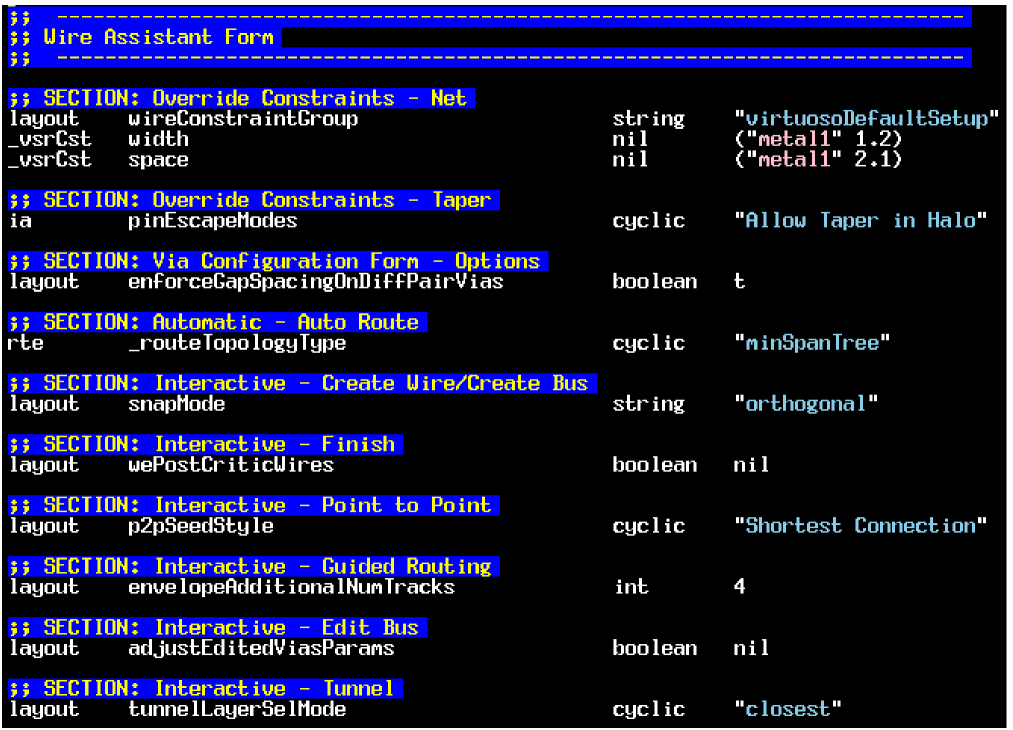 ;; ---------------------------------------------------------------------------
;; Wire Assistant Form
;; ---------------------------------------------------------------------------
;; SECTION: Override Constraints - Net
layout wireConstraintGroup string "virtuosoDefaultSetup"
_vsrCst width nil ("metal1" 1.2)
_vsrCst space nil ("metal1" 2.1)
;; SECTION: Override Constraints - Taper
ia pinEscapeModes cyclic "Allow Taper in Halo"
;; SECTION: Via Configuration Form - Options
layout enforceGapSpacingOnDiffPairVias boolean t
;; SECTION: Automatic - Auto Route
rte _routeTopologyType cyclic "minSpanTree"
;; SECTION: Interactive - Create Wire/Create Bus
layout snapMode string "orthogonal"
;; SECTION: Interactive - Finish
layout wePostCriticWires boolean nil
;; SECTION: Interactive - Point to Point
layout p2pSeedStyle cyclic "Shortest Connection"
;; SECTION: Interactive - Guided Routing
layout envelopeAdditionalNumTracks int 4
;; SECTION: Interactive - Edit Bus
layout adjustEditedViasParams boolean nil
;; SECTION: Interactive - Tunnel
layout tunnelLayerSelMode cyclic "closest"